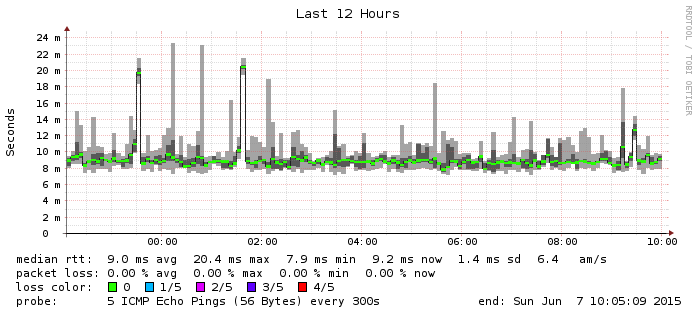 Last 12 Hours
RRDTOOL / TOBI OETIKER
Seconds
24 m
22 m
20 m
18 m
16 m
14 m
12 m
10 m
8 m
6 m
4 m
2 m
0
00:00 02:00 04:00 06:00 08:00 10:00
median rtt: 9.0 ms avg 20.4 ms max 7.9 ms min 9.2 ms now 1.4 ms sd 6.4 am/s
packet loss: 0.00 % avg 0.00 % max 0.00 % min 0.00 % now
loss color: 0 1/5 2/5 3/5 4/5
probe: 5 ICMP Echo Pings (56 Bytes) every 300s end: Sun Jun 7 10:05:09 2015